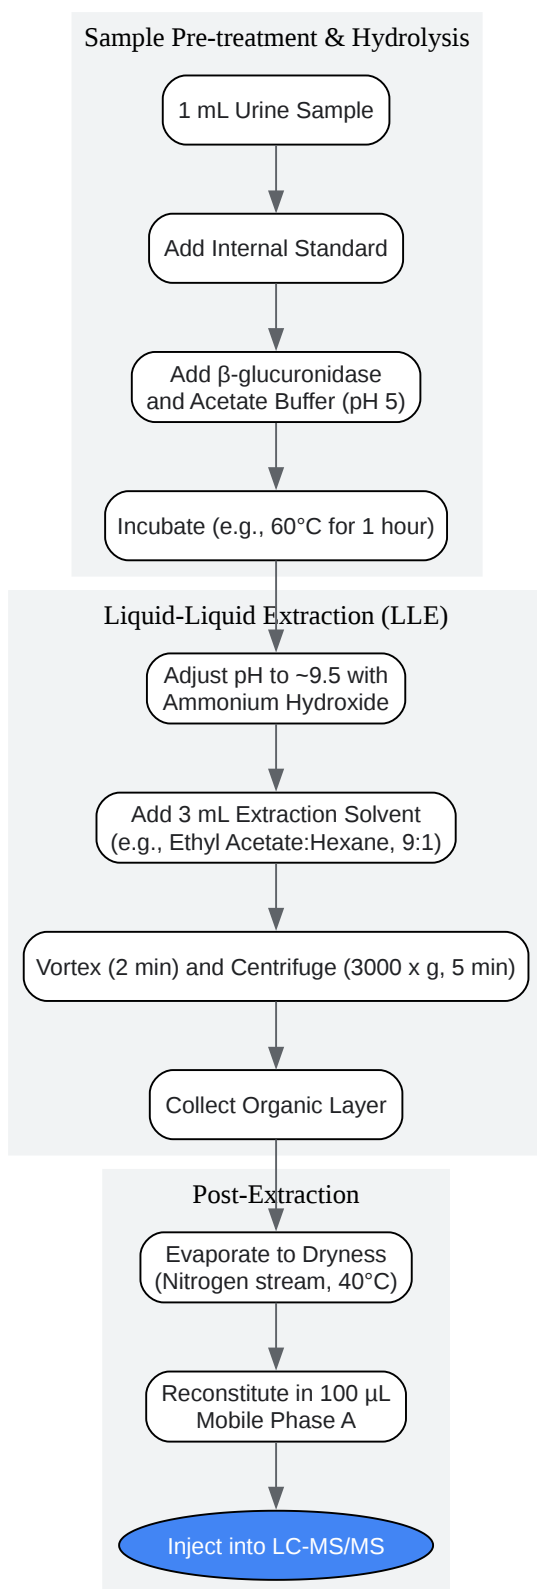 Sample Pre-treatment & Hydrolysis
1 mL Urine Sample
Add Internal Standard
Add β-glucuronidase
and Acetate Buffer (pH 5)
Incubate (e.g., 60°C for 1 hour)
Liquid-Liquid Extraction (LLE)
Adjust pH to ~9.5 with
Ammonium Hydroxide
Add 3 mL Extraction Solvent
(e.g., Ethyl Acetate:Hexane, 9:1)
Vortex (2 min) and Centrifuge (3000 x g, 5 min)
Collect Organic Layer
Post-Extraction
Evaporate to Dryness
(Nitrogen stream, 40°C)
Reconstitute in 100 µL
Mobile Phase A
Inject into LC-MS/MS